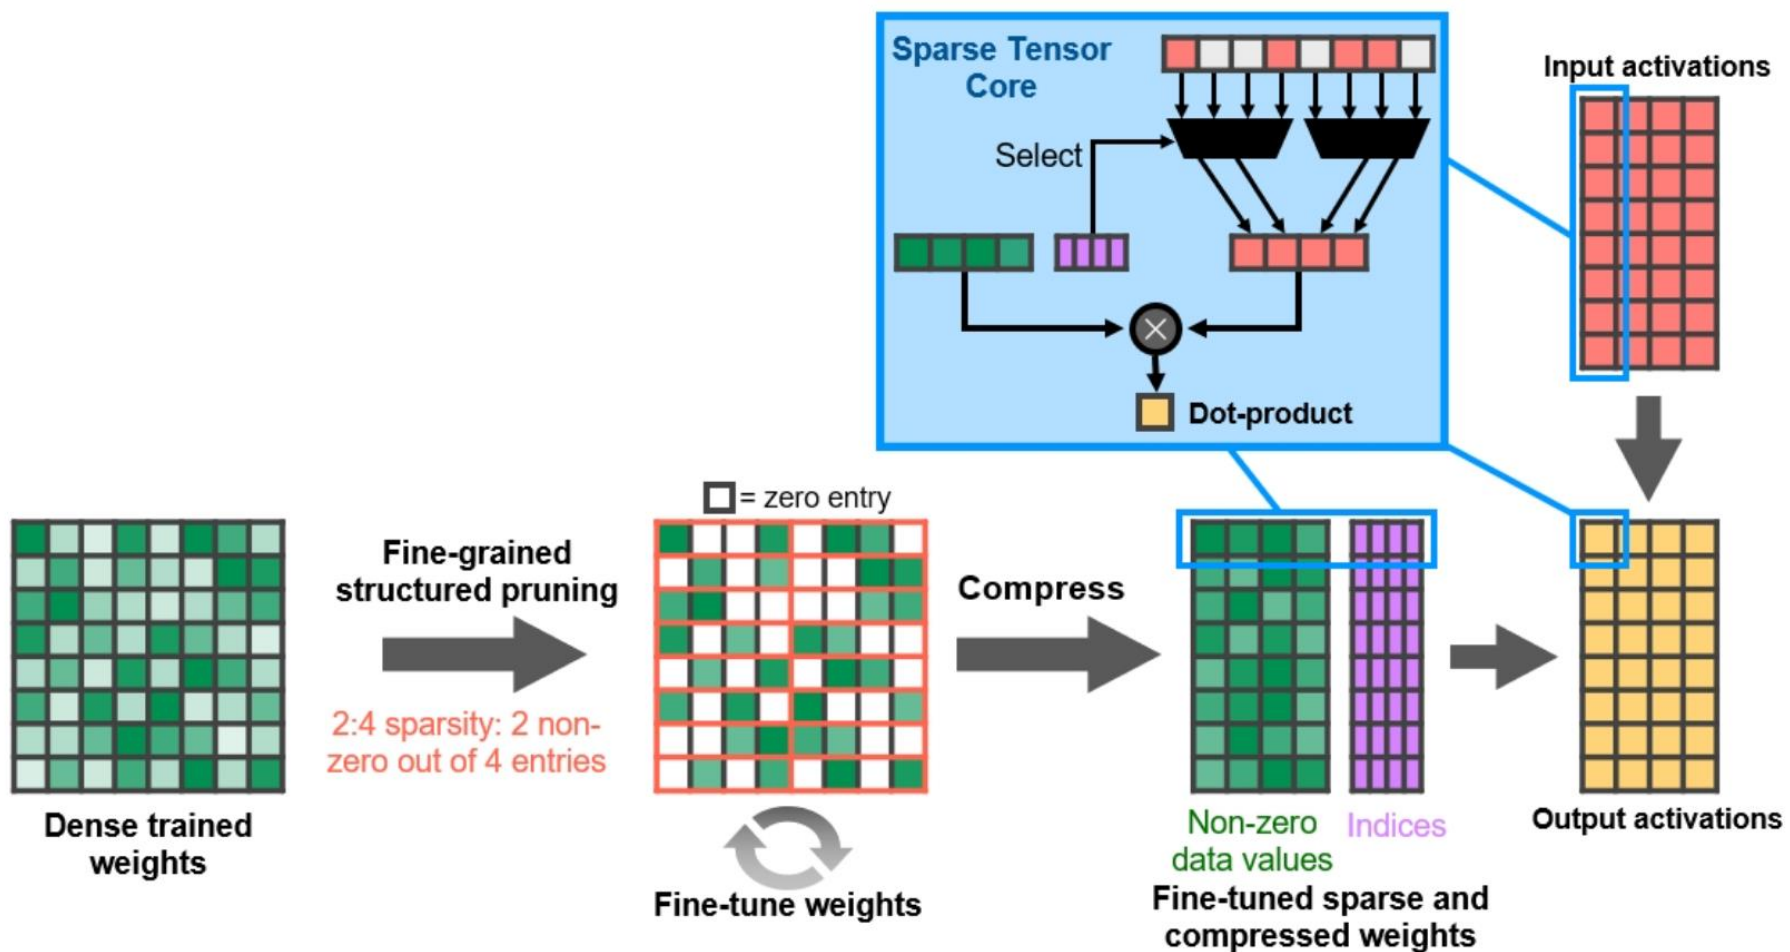 Sparse Tensor
Core
Input activations
Select
Dot-product
= zero entry
Fine-grained
structured pruning
Compress
2:4 sparsity: 2 non-
zero out of 4 entries
Dense trained
weights
Fine-tune weights
Non-zero
data values
Indices
Fine-tuned sparse and
compressed weights
Output activations